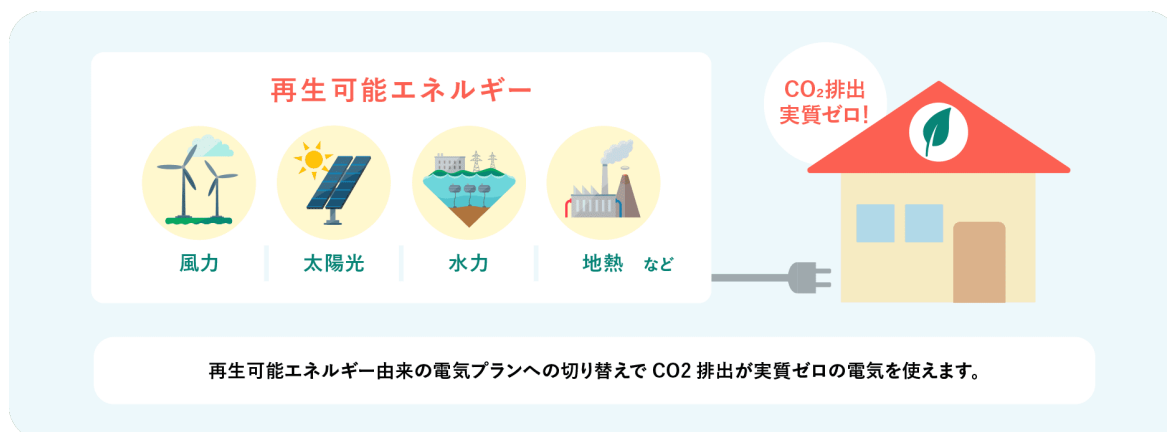 再生可能エネルギー
CO₂排出
実質ゼロ!
風力
太陽光
水力
地熱 など
再生可能エネルギー由来の電気プランへの切り替えで CO2 排出が実質ゼロの電気を使えます。